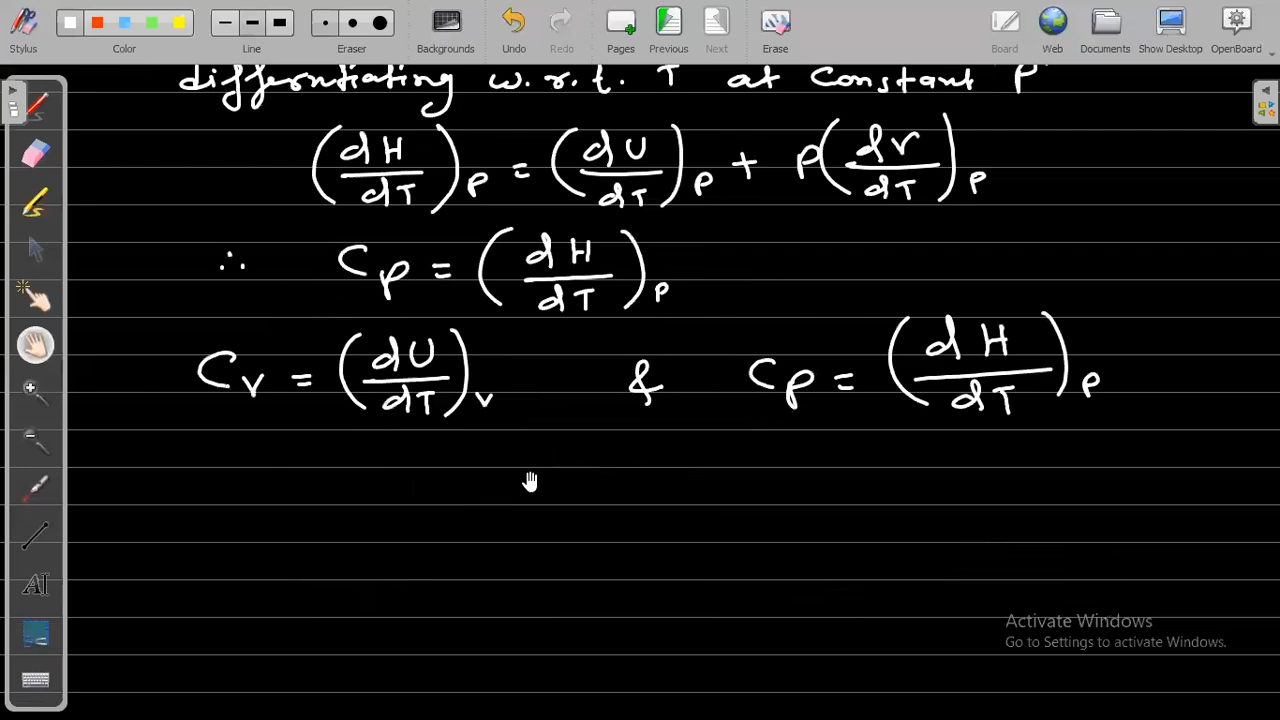 Stylus Color Line Eraser Backgrounds Undo Redo Pages Previous Next Erase Board Web Documents Show Desktop OpenBoard
differntiating w.r.t. T at constant P
(dH/dT)p = (dU/dT)p + P(dV/dT)p
∴ Cp = (dH/dT)p
Cv = (dU/dT)v & Cp = (dH/dT)p
Activate Windows
Go to Settings to activate Windows.